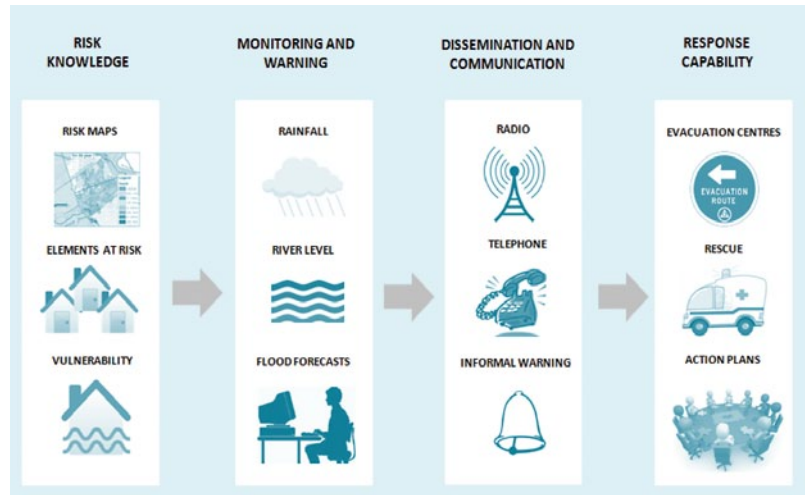 RISK
KNOWLEDGE
MONITORING AND
WARNING
DISSEMINATION AND
COMMUNICATION
RESPONSE
CAPABILITY
RISK MAPS
ELEMENTS AT RISK
VULNERABILITY
RAINFALL
RIVER LEVEL
FLOOD FORECASTS
RADIO
TELEPHONE
INFORMAL WARNING
EVACUATION CENTRES
EVACUATION
ROUTE
RESCUE
ACTION PLANS